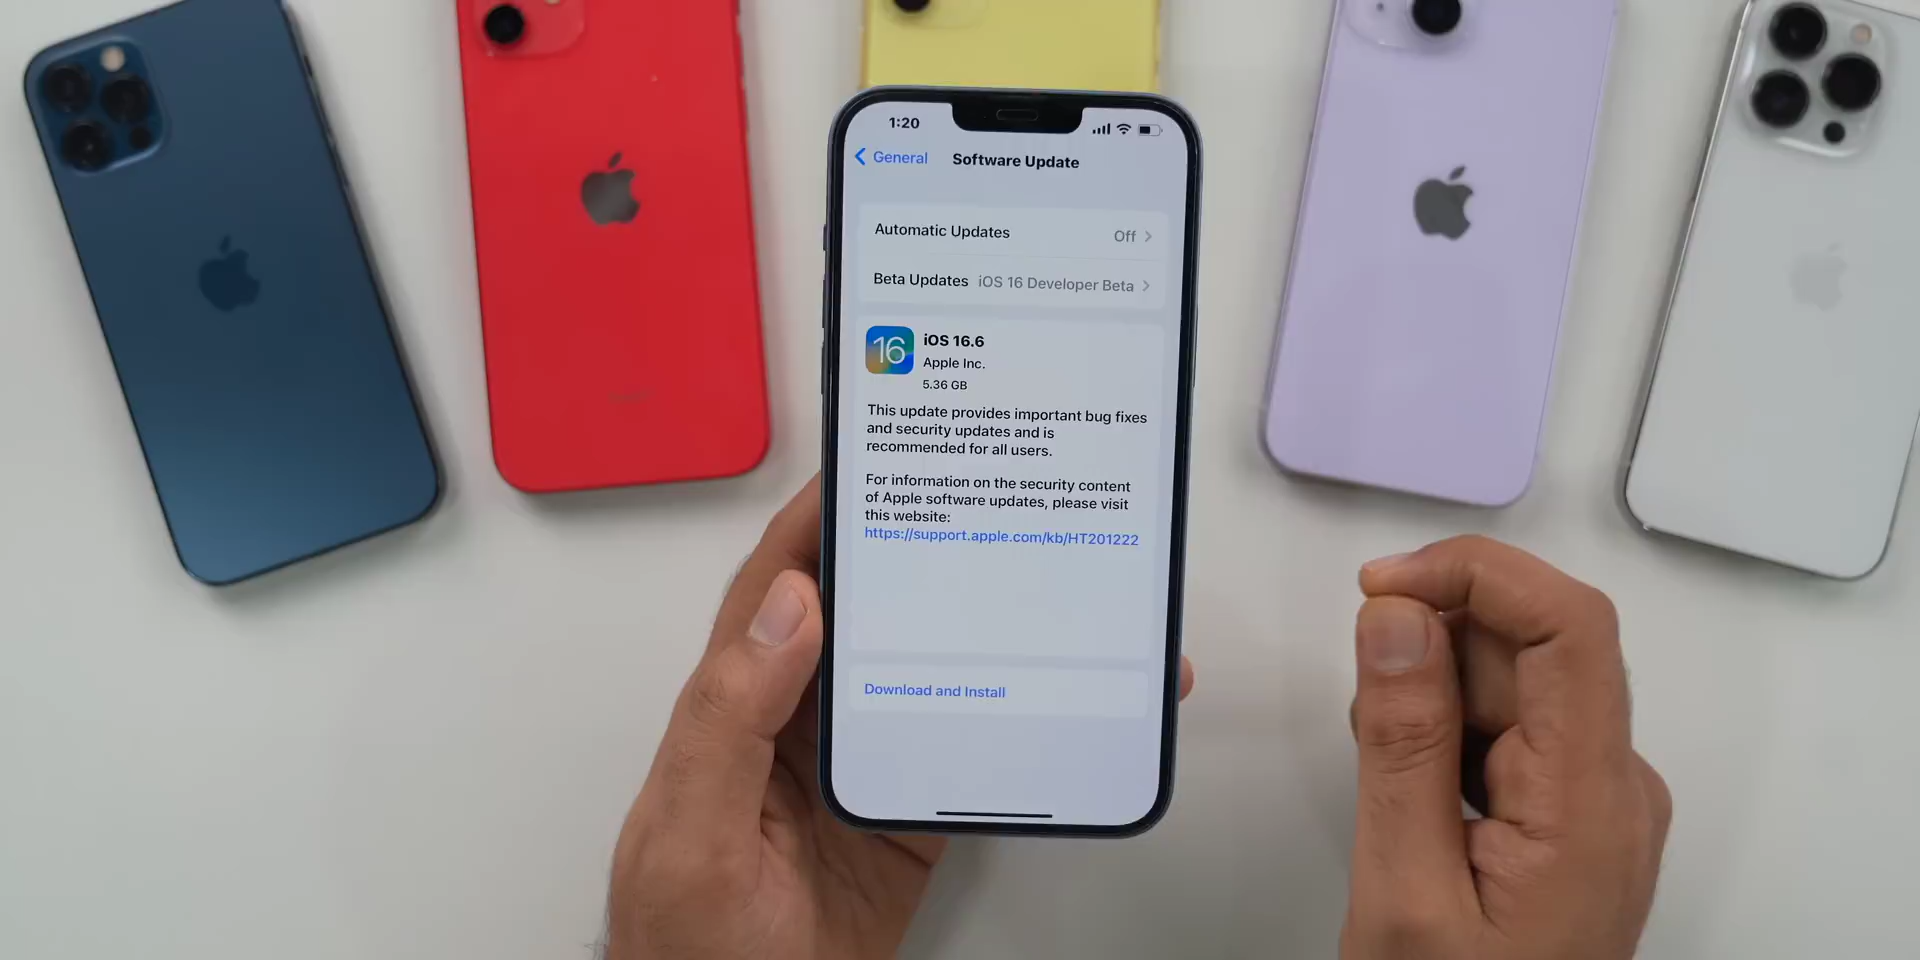 1:20
General
Software Update
Automatic Updates Off
Beta Updates iOS 16 Developer Beta
16
iOS 16.6
Apple Inc.
5.36 GB
This update provides important bug fixes
and security updates and is
recommended for all users.
For information on the security content
of Apple software updates, please visit
this website:
https://support.apple.com/kb/HT201222
Download and Install